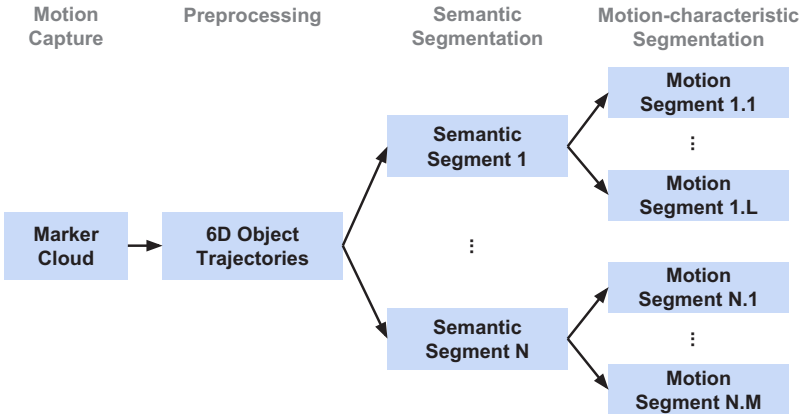 Motion
Capture
Preprocessing
Semantic
Segmentation
Motion-characteristic
Segmentation
Marker
Cloud
6D Object
Trajectories
Semantic
Segment 1
...
Semantic
Segment N
Motion
Segment 1.1
...
Motion
Segment 1.L
Motion
Segment N.1
...
Motion
Segment N.M